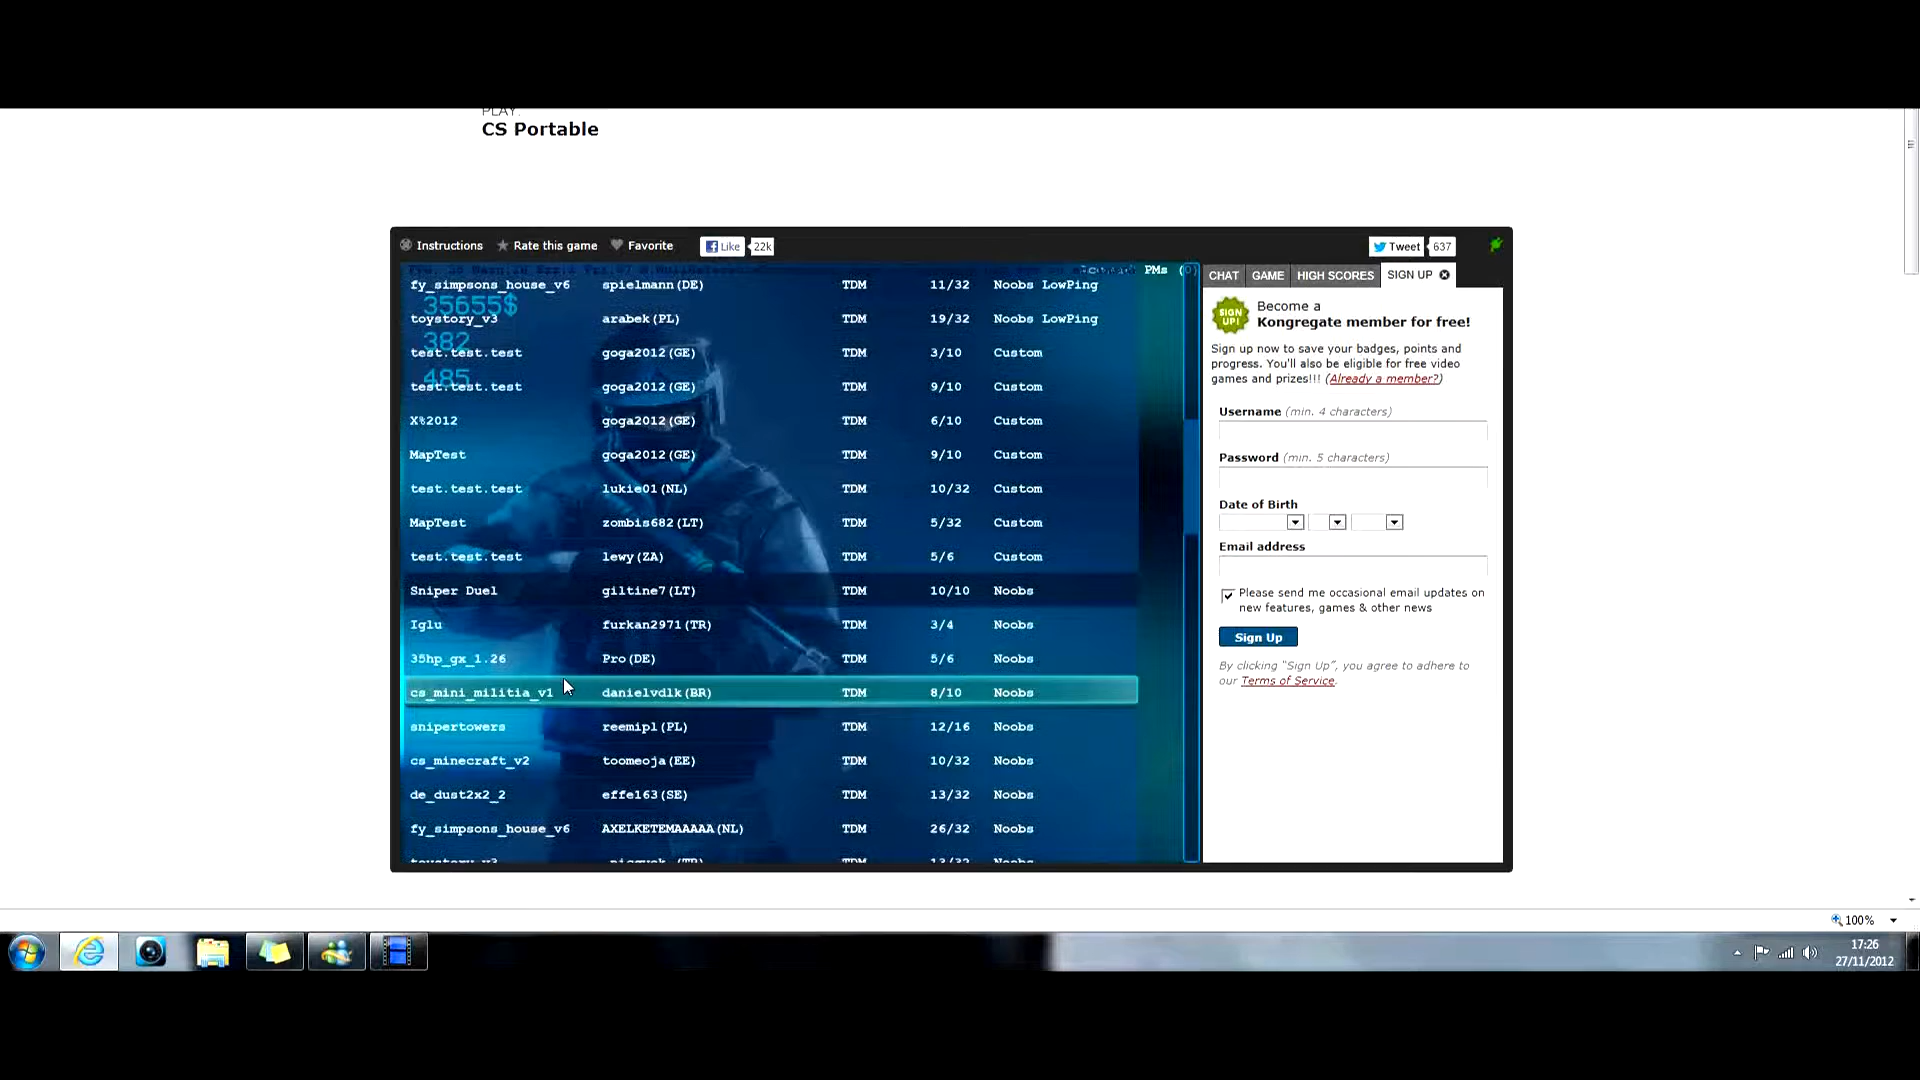 PLAY:
CS Portable
Instructions Rate this game Favorite Like 22k Tweet 637
PMs (0)
CHAT GAME HIGH SCORES SIGN UP
fy_simpsons_house_v6 spielmann(DE) TDM 11/32 Noobs LowPing
35655$
toystory_v3 arabek(PL) TDM 19/32 Noobs LowPing
382
test.test.test goga2012(GE) TDM 3/10 Custom
485
test.test.test goga2012(GE) TDM 9/10 Custom
X%2012 goga2012(GE) TDM 6/10 Custom
MapTest goga2012(GE) TDM 9/10 Custom
test.test.test lukie01(NL) TDM 10/32 Custom
MapTest zombis682(LT) TDM 5/32 Custom
test.test.test lewy(ZA) TDM 5/6 Custom
Sniper Duel giltine7(LT) TDM 10/10 Noobs
Iglu furkan2971(TR) TDM 3/4 Noobs
35hp_gx_1.26 Pro(DE) TDM 5/6 Noobs
cs_mini_militia_v1 danielvdlk(BR) TDM 8/10 Noobs
snipertowers reemipl(PL) TDM 12/16 Noobs
cs_minecraft_v2 toomeoja(EE) TDM 10/32 Noobs
de_dust2x2_2 effe163(SE) TDM 13/32 Noobs
fy_simpsons_house_v6 AXELKETEMAAAAA(NL) TDM 26/32 Noobs
toystory_v3 (TR) TDM Noobs
SIGN UP!
Become a
Kongregate member for free!
Sign up now to save your badges, points and
progress. You'll also be eligible for free video
games and prizes!!! (Already a member?)
Username (min. 4 characters)
Password (min. 5 characters)
Date of Birth
Email address
Please send me occasional email updates on
new features, games & other news
Sign Up
By clicking "Sign Up", you agree to adhere to
our Terms of Service.
100%
17:26
27/11/2012